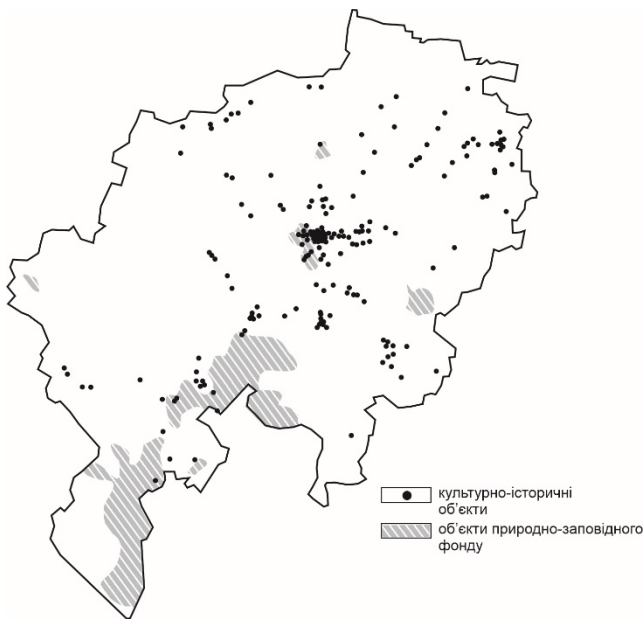 культурно-історичні
об'єкти
об'єкти природно-заповідного
фонду